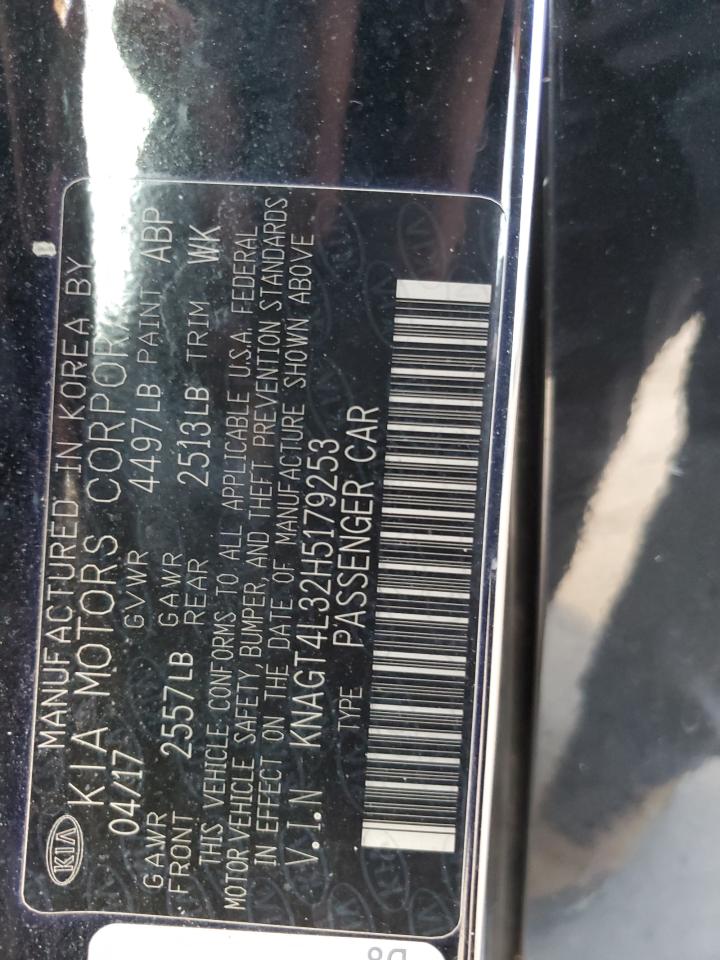 MANUFACTURED IN KOREA BY
KIA KIA MOTORS CORPORA
04/17 GVWR 4497LB PAINT ABP
GAWR FRONT 2557LB GAWR REAR 2513LB TRIM WK
THIS VEHICLE CONFORMS TO ALL APPLICABLE U.S.A. FEDERAL
MOTOR VEHICLE SAFETY, BUMPER, AND THEFT PREVENTION STANDARDS
IN EFFECT ON THE DATE OF MANUFACTURE SHOWN ABOVE
V.I.N KNAGT4L32H5179253
TYPE PASSENGER CAR